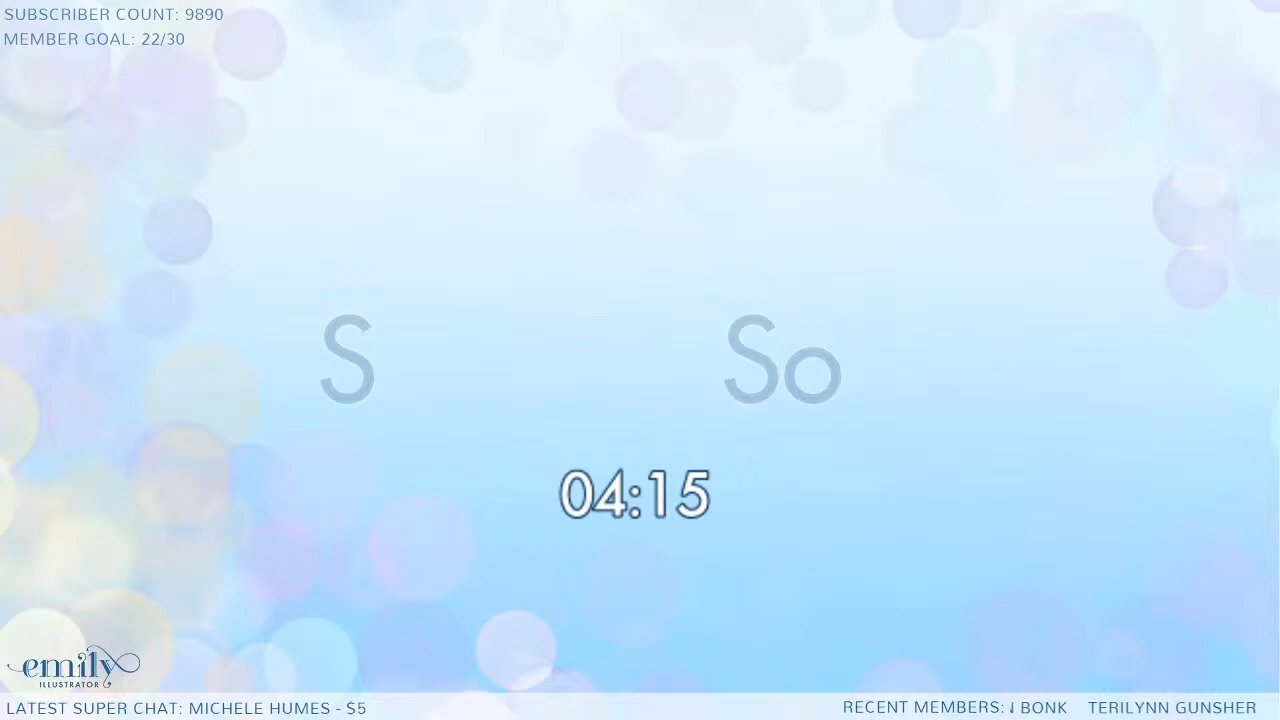 SUBSCRIBER COUNT: 9890
MEMBER GOAL: 22/30
S So
04:15
emily
ILLUSTRATOR
LATEST SUPER CHAT: MICHELE HUMES - $5
RECENT MEMBERS: BONK TERILYNN GUNSHER